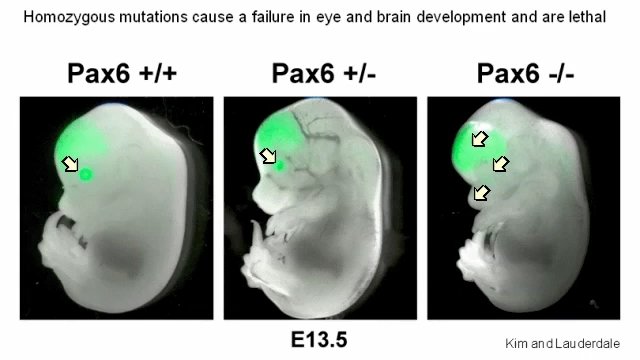 Homozygous mutations cause a failure in eye and brain development and are lethal
Pax6 +/+ Pax6 +/- Pax6 -/-
E13.5
Kim and Lauderdale